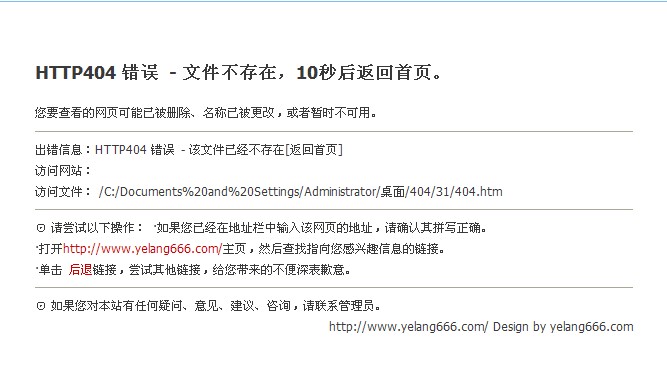 HTTP404 错误 - 文件不存在，10秒后返回首页。
您要查看的网页可能已被删除、名称已被更改，或者暂时不可用。
出错信息：HTTP404 错误 - 该文件已经不存在[返回首页]
访问网站：
访问文件： /C:/Documents%20and%20Settings/Administrator/桌面/404/31/404.htm
⊙ 请尝试以下操作： ·如果您已经在地址栏中输入该网页的地址，请确认其拼写正确。
·打开http://www.yelang666.com/主页，然后查找指向您感兴趣信息的链接。
·单击 后退链接，尝试其他链接，给您带来的不便深表歉意。
⊙ 如果您对本站有任何疑问、意见、建议、咨询，请联系管理员。
http://www.yelang666.com/ Design by yelang666.com